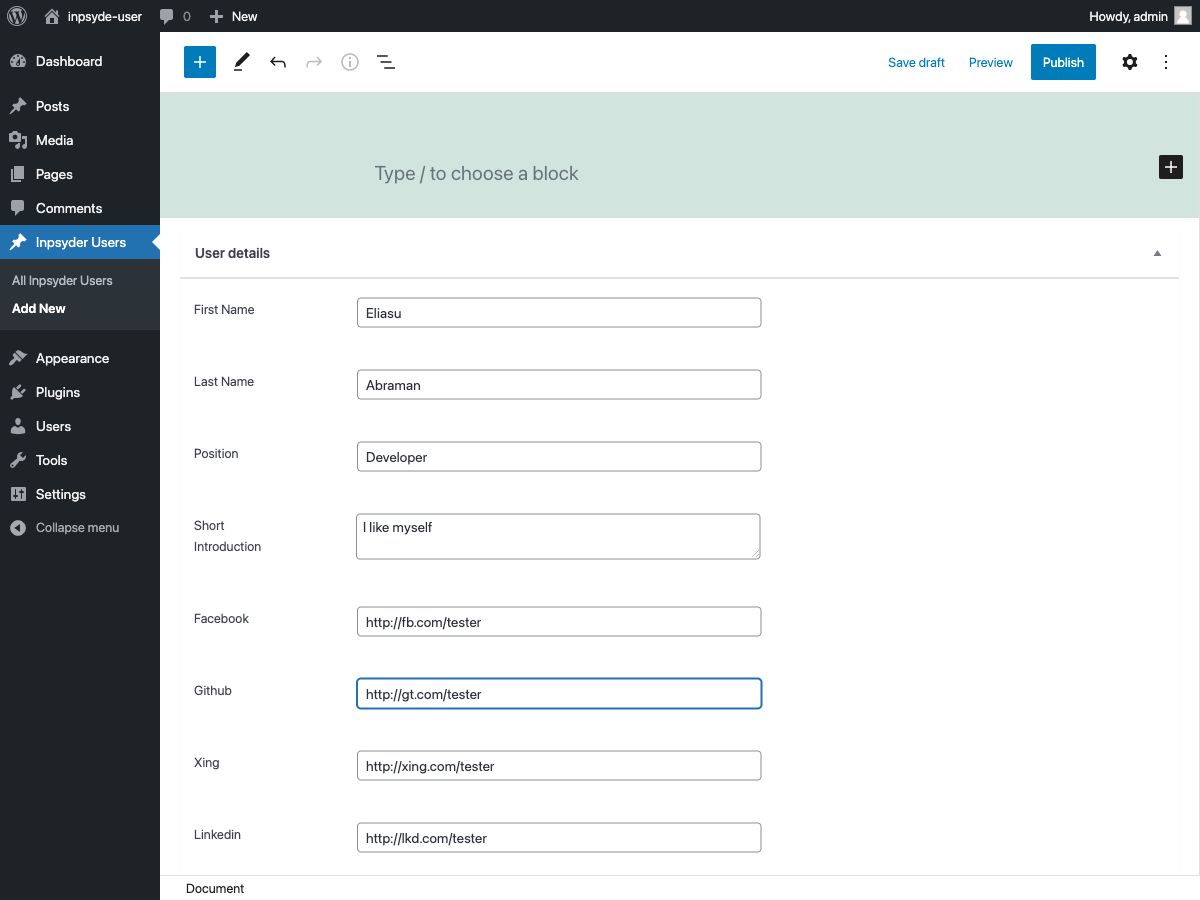 inpsyde-user 0 New Howdy, admin
Dashboard
Posts
Media
Pages
Comments
Inpsyder Users
All Inpsyder Users
Add New
Appearance
Plugins
Users
Tools
Settings
Collapse menu
Save draft Preview Publish
Type / to choose a block
User details
First Name Eliasu
Last Name Abraman
Position Developer
Short
Introduction
I like myself
Facebook http://fb.com/tester
Github http://gt.com/tester
Xing http://xing.com/tester
Linkedin http://lkd.com/tester
Document